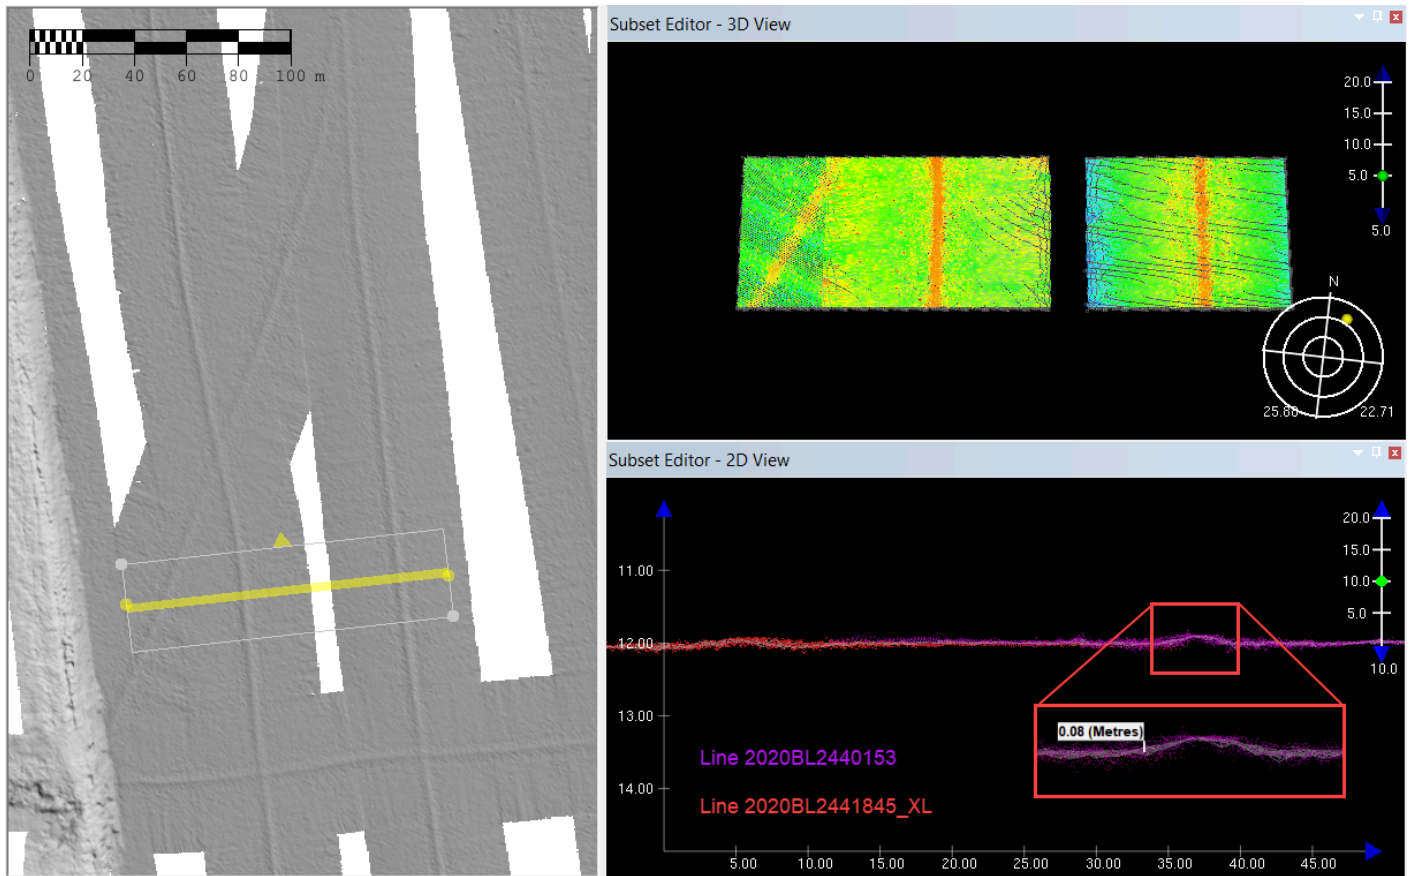 0 20 40 60 80 100 m
Subset Editor - 3D View
20.0
15.0
10.0
5.0
5.0
N
25.88 22.71
Subset Editor - 2D View
20.0
15.0
10.0
5.0
10.0
11.00
12.00
13.00
14.00
0.08 (Metres)
Line 2020BL2440153
Line 2020BL2441845_XL
5.00 10.00 15.00 20.00 25.00 30.00 35.00 40.00 45.00